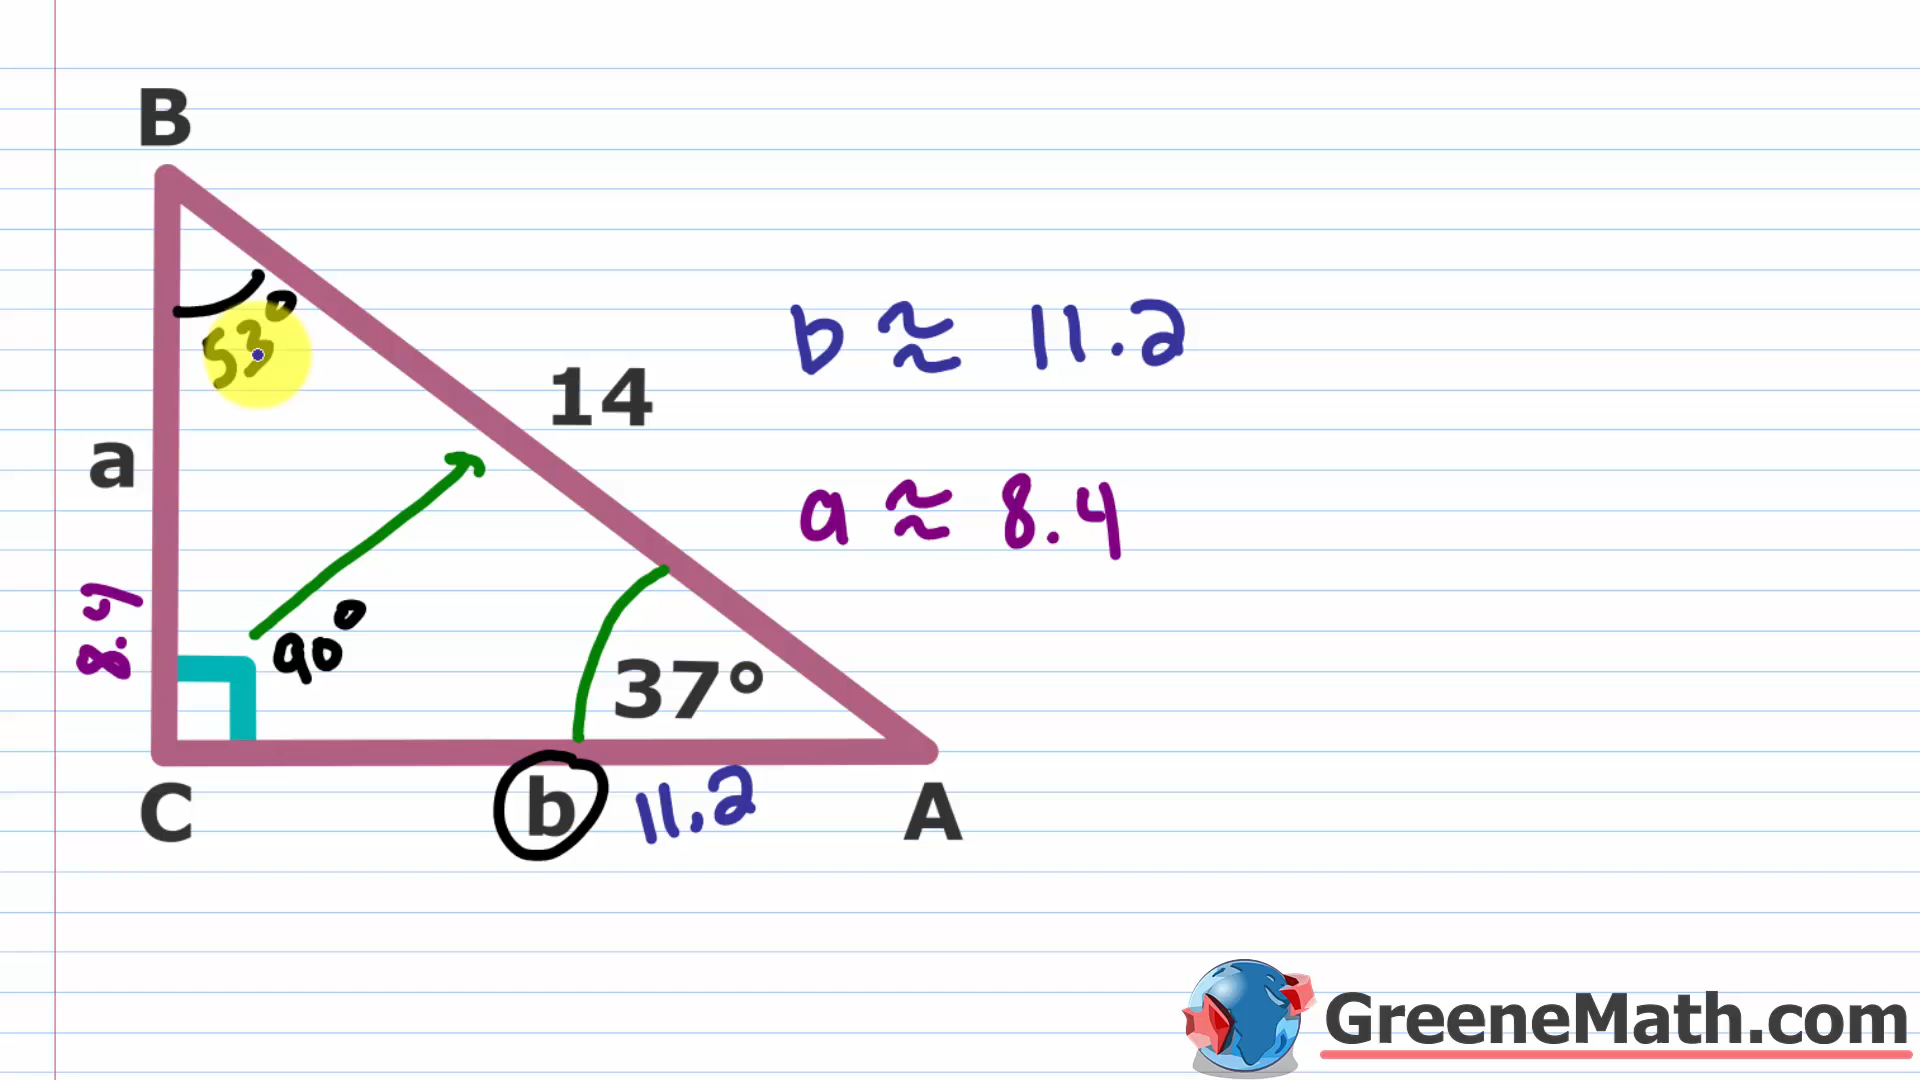 B
53°
14
b ≈ 11.2
a
a ≈ 8.4
8.4
90°
37°
C
b 11.2
A
GreeneMath.com